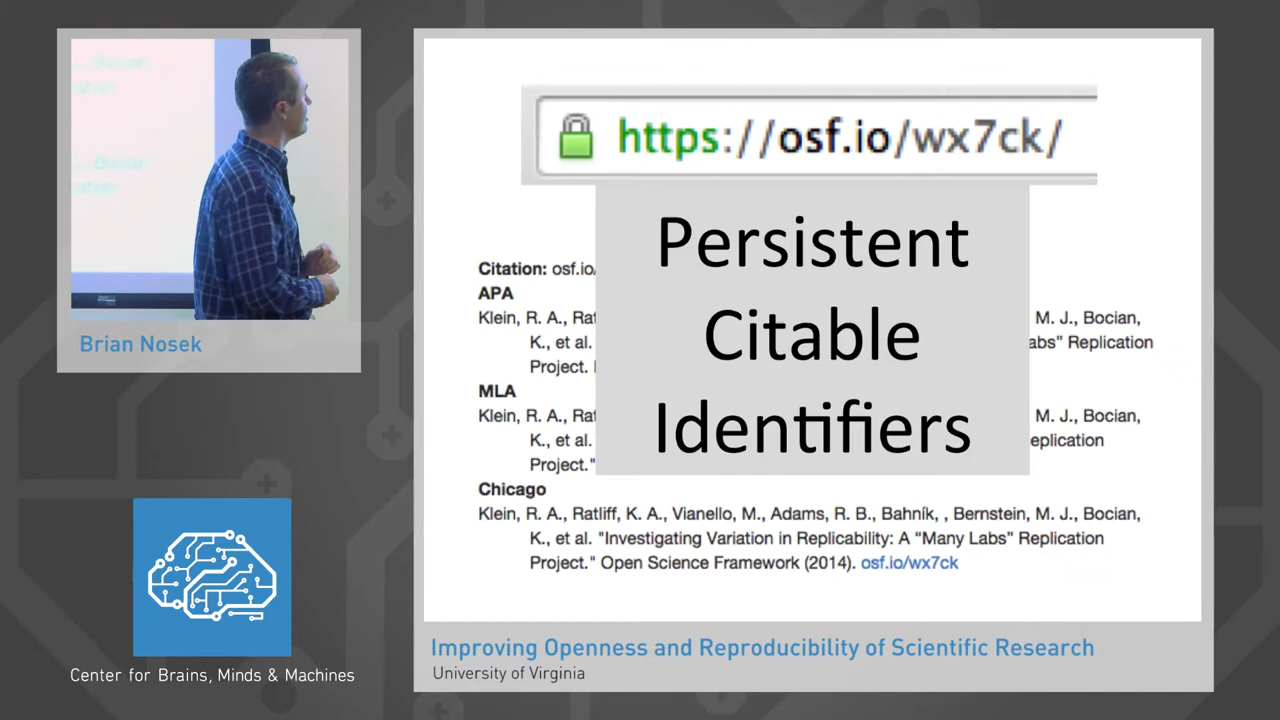 ... Bocian
https://osf.io/wx7ck/
Persistent
Citable
Identifiers
Citation: osf.io/
APA
Klein, R. A., Rat M. J., Bocian,
K., et al. abs" Replication
Project.
MLA
Klein, R. A., Rat M. J., Bocian,
K., et al. eplication
Project."
Chicago
Klein, R. A., Ratliff, K. A., Vianello, M., Adams, R. B., Bahník, , Bernstein, M. J., Bocian,
K., et al. "Investigating Variation in Replicability: A “Many Labs” Replication
Project." Open Science Framework (2014). osf.io/wx7ck
Brian Nosek
Center for Brains, Minds & Machines
Improving Openness and Reproducibility of Scientific Research
University of Virginia